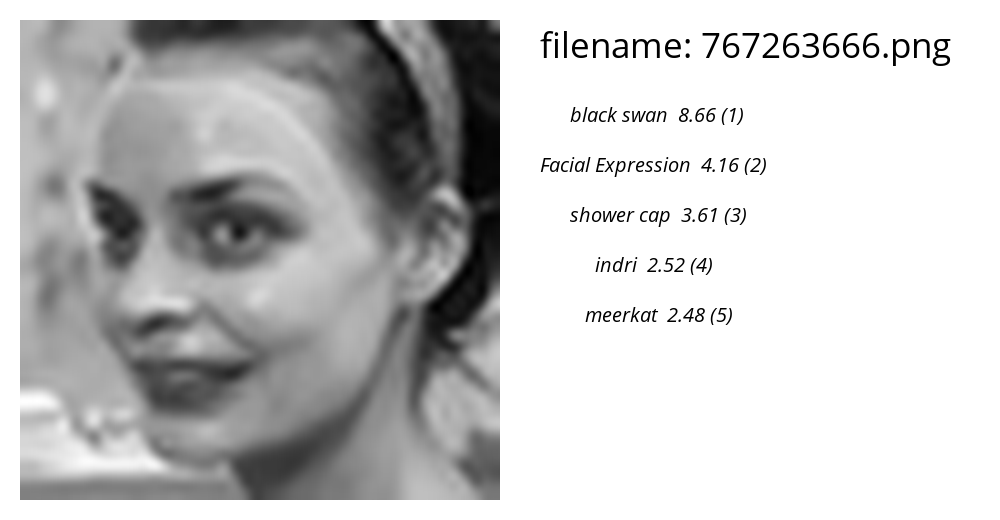 filename: 767263666.png
black swan 8.66 (1)
Facial Expression 4.16 (2)
shower cap 3.61 (3)
indri 2.52 (4)
meerkat 2.48 (5)